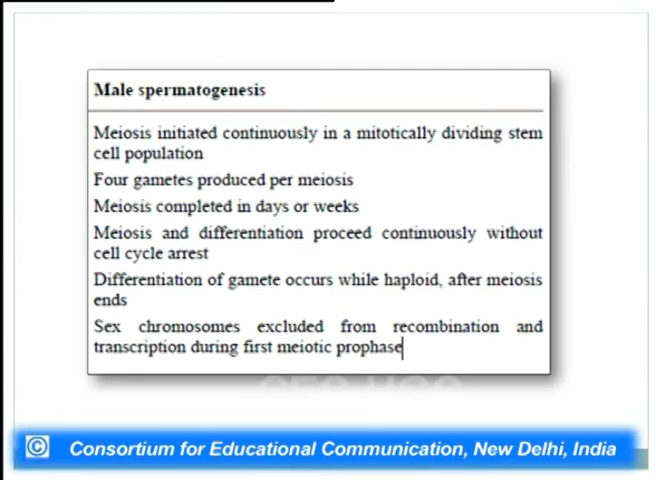 Male spermatogenesis
Meiosis initiated continuously in a mitotically dividing stem
cell population
Four gametes produced per meiosis
Meiosis completed in days or weeks
Meiosis and differentiation proceed continuously without
cell cycle arrest
Differentiation of gamete occurs while haploid, after meiosis
ends
Sex chromosomes excluded from recombination and
transcription during first meiotic prophase
© Consortium for Educational Communication, New Delhi, India